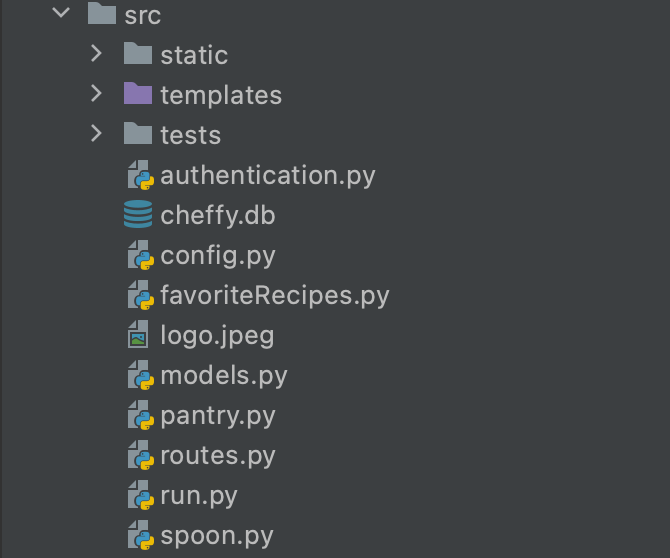 src
static
templates
tests
authentication.py
cheffy.db
config.py
favoriteRecipes.py
logo.jpeg
models.py
pantry.py
routes.py
run.py
spoon.py